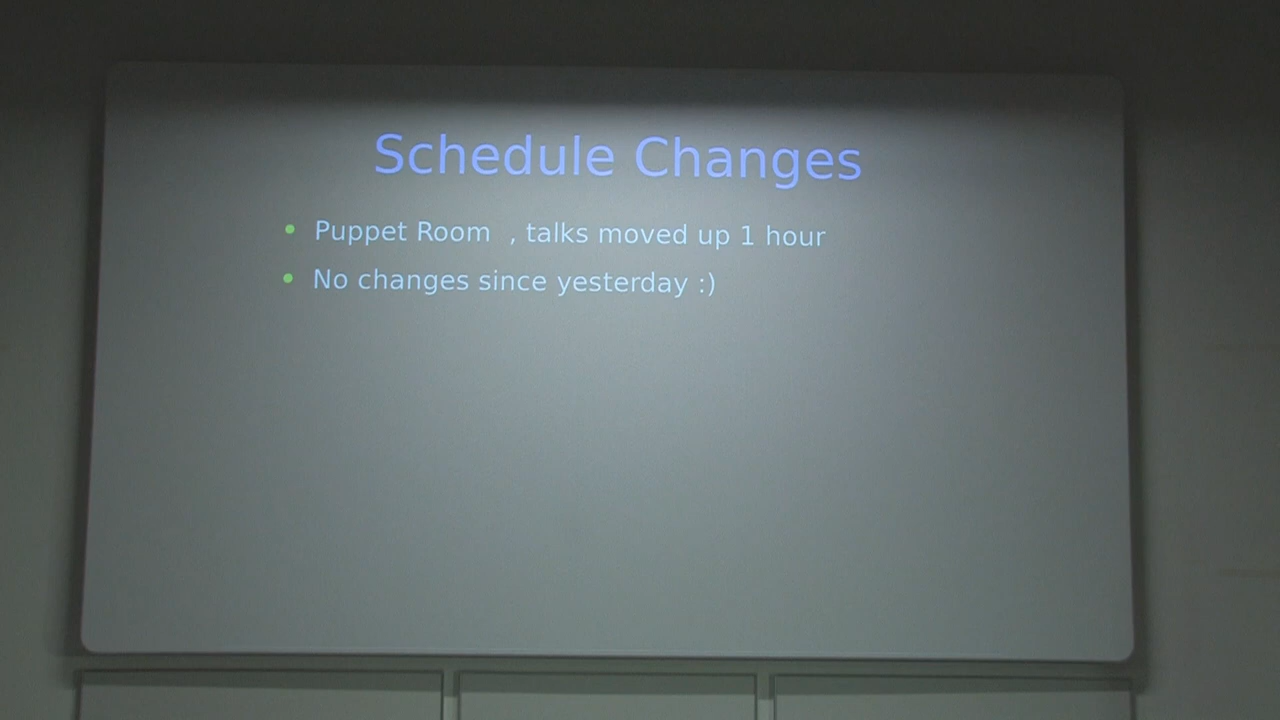 Schedule Changes
• Puppet Room , talks moved up 1 hour
• No changes since yesterday :)